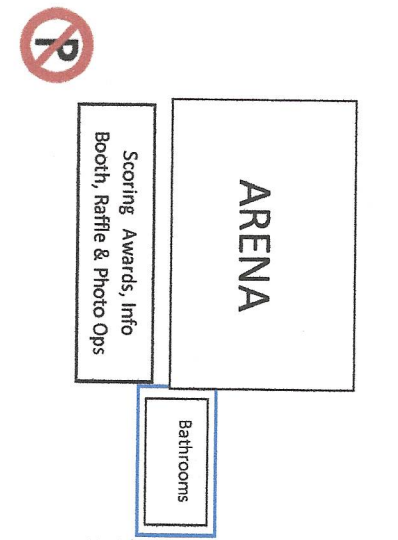 P
ARENA
Scoring Awards, Info
Booth, Raffle & Photo Ops
Bathrooms